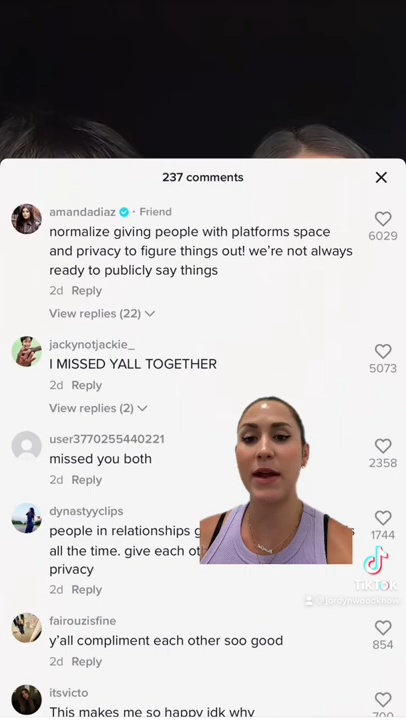 237 comments
amandadiaz · Friend
normalize giving people with platforms space
and privacy to figure things out! we're not always
ready to publicly say things
6029
2d Reply
View replies (22)
jackynotjackie_
I MISSED YALL TOGETHER
5073
2d Reply
View replies (2)
user3770255440221
missed you both
2358
2d Reply
dynastyyclips
people in relationships g s
all the time. give each ot
privacy
1744
2d Reply
TikTok
fairouzisfine
y'all compliment each other soo good
854
2d Reply
itsvicto
This makes me so happy idk why